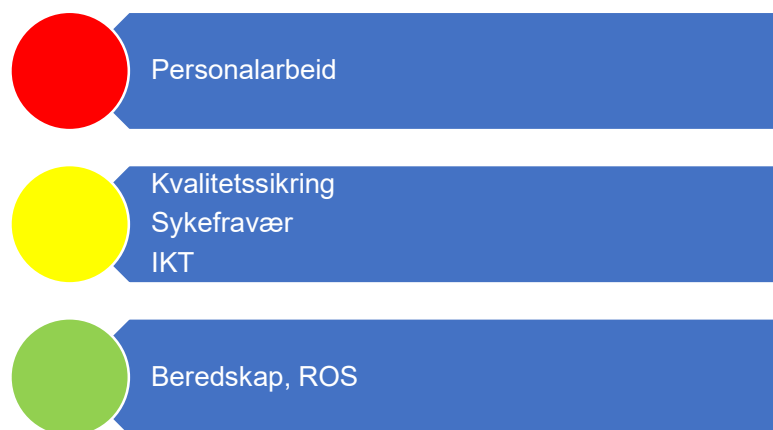 Personalarbeid
Kvalitetssikring
Sykefravær
IKT
Beredskap, ROS